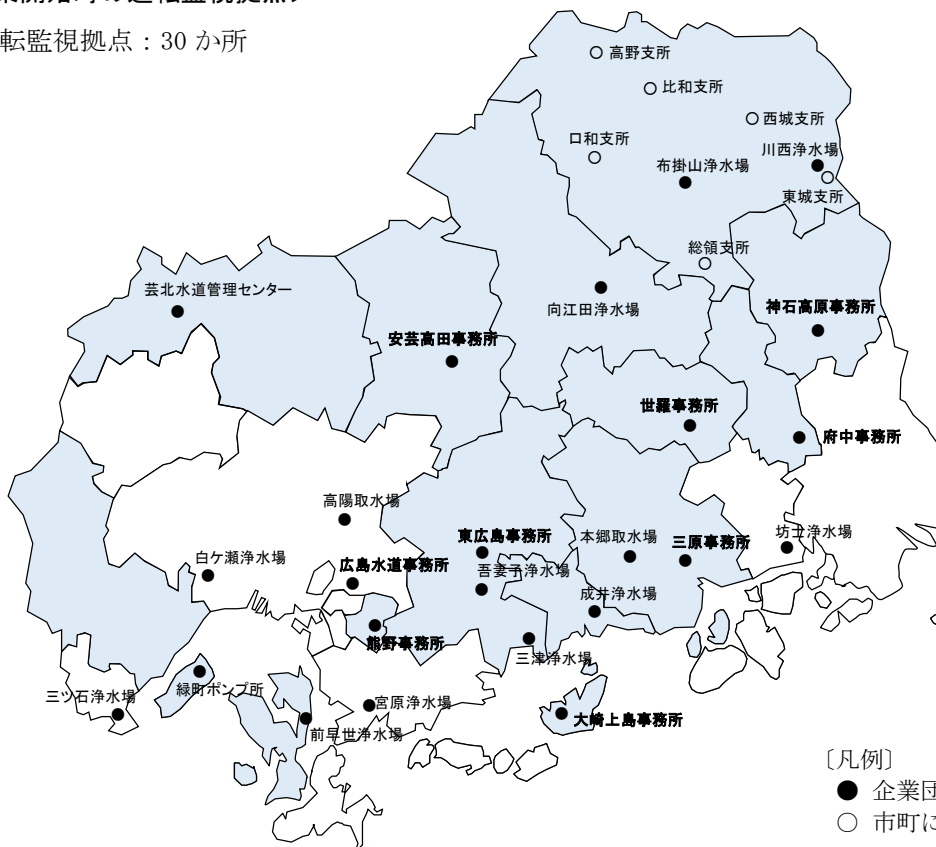 転監視拠点：30 か所
高野支所
比和支所
西城支所
口和支所
川西浄水場
布掛山浄水場
東城支所
総領支所
芸北水道管理センター
向江田浄水場
神石高原事務所
安芸高田事務所
世羅事務所
府中事務所
高陽取水場
東広島事務所
本郷取水場
三原事務所
坊士浄水場
白ケ瀬浄水場
広島水道事務所
吾妻子浄水場
成井浄水場
熊野事務所
三津浄水場
緑町ポンプ所
三ツ石浄水場
宮原浄水場
前早世浄水場
大崎上島事務所
〔凡例〕
● 企業団
○ 市町に